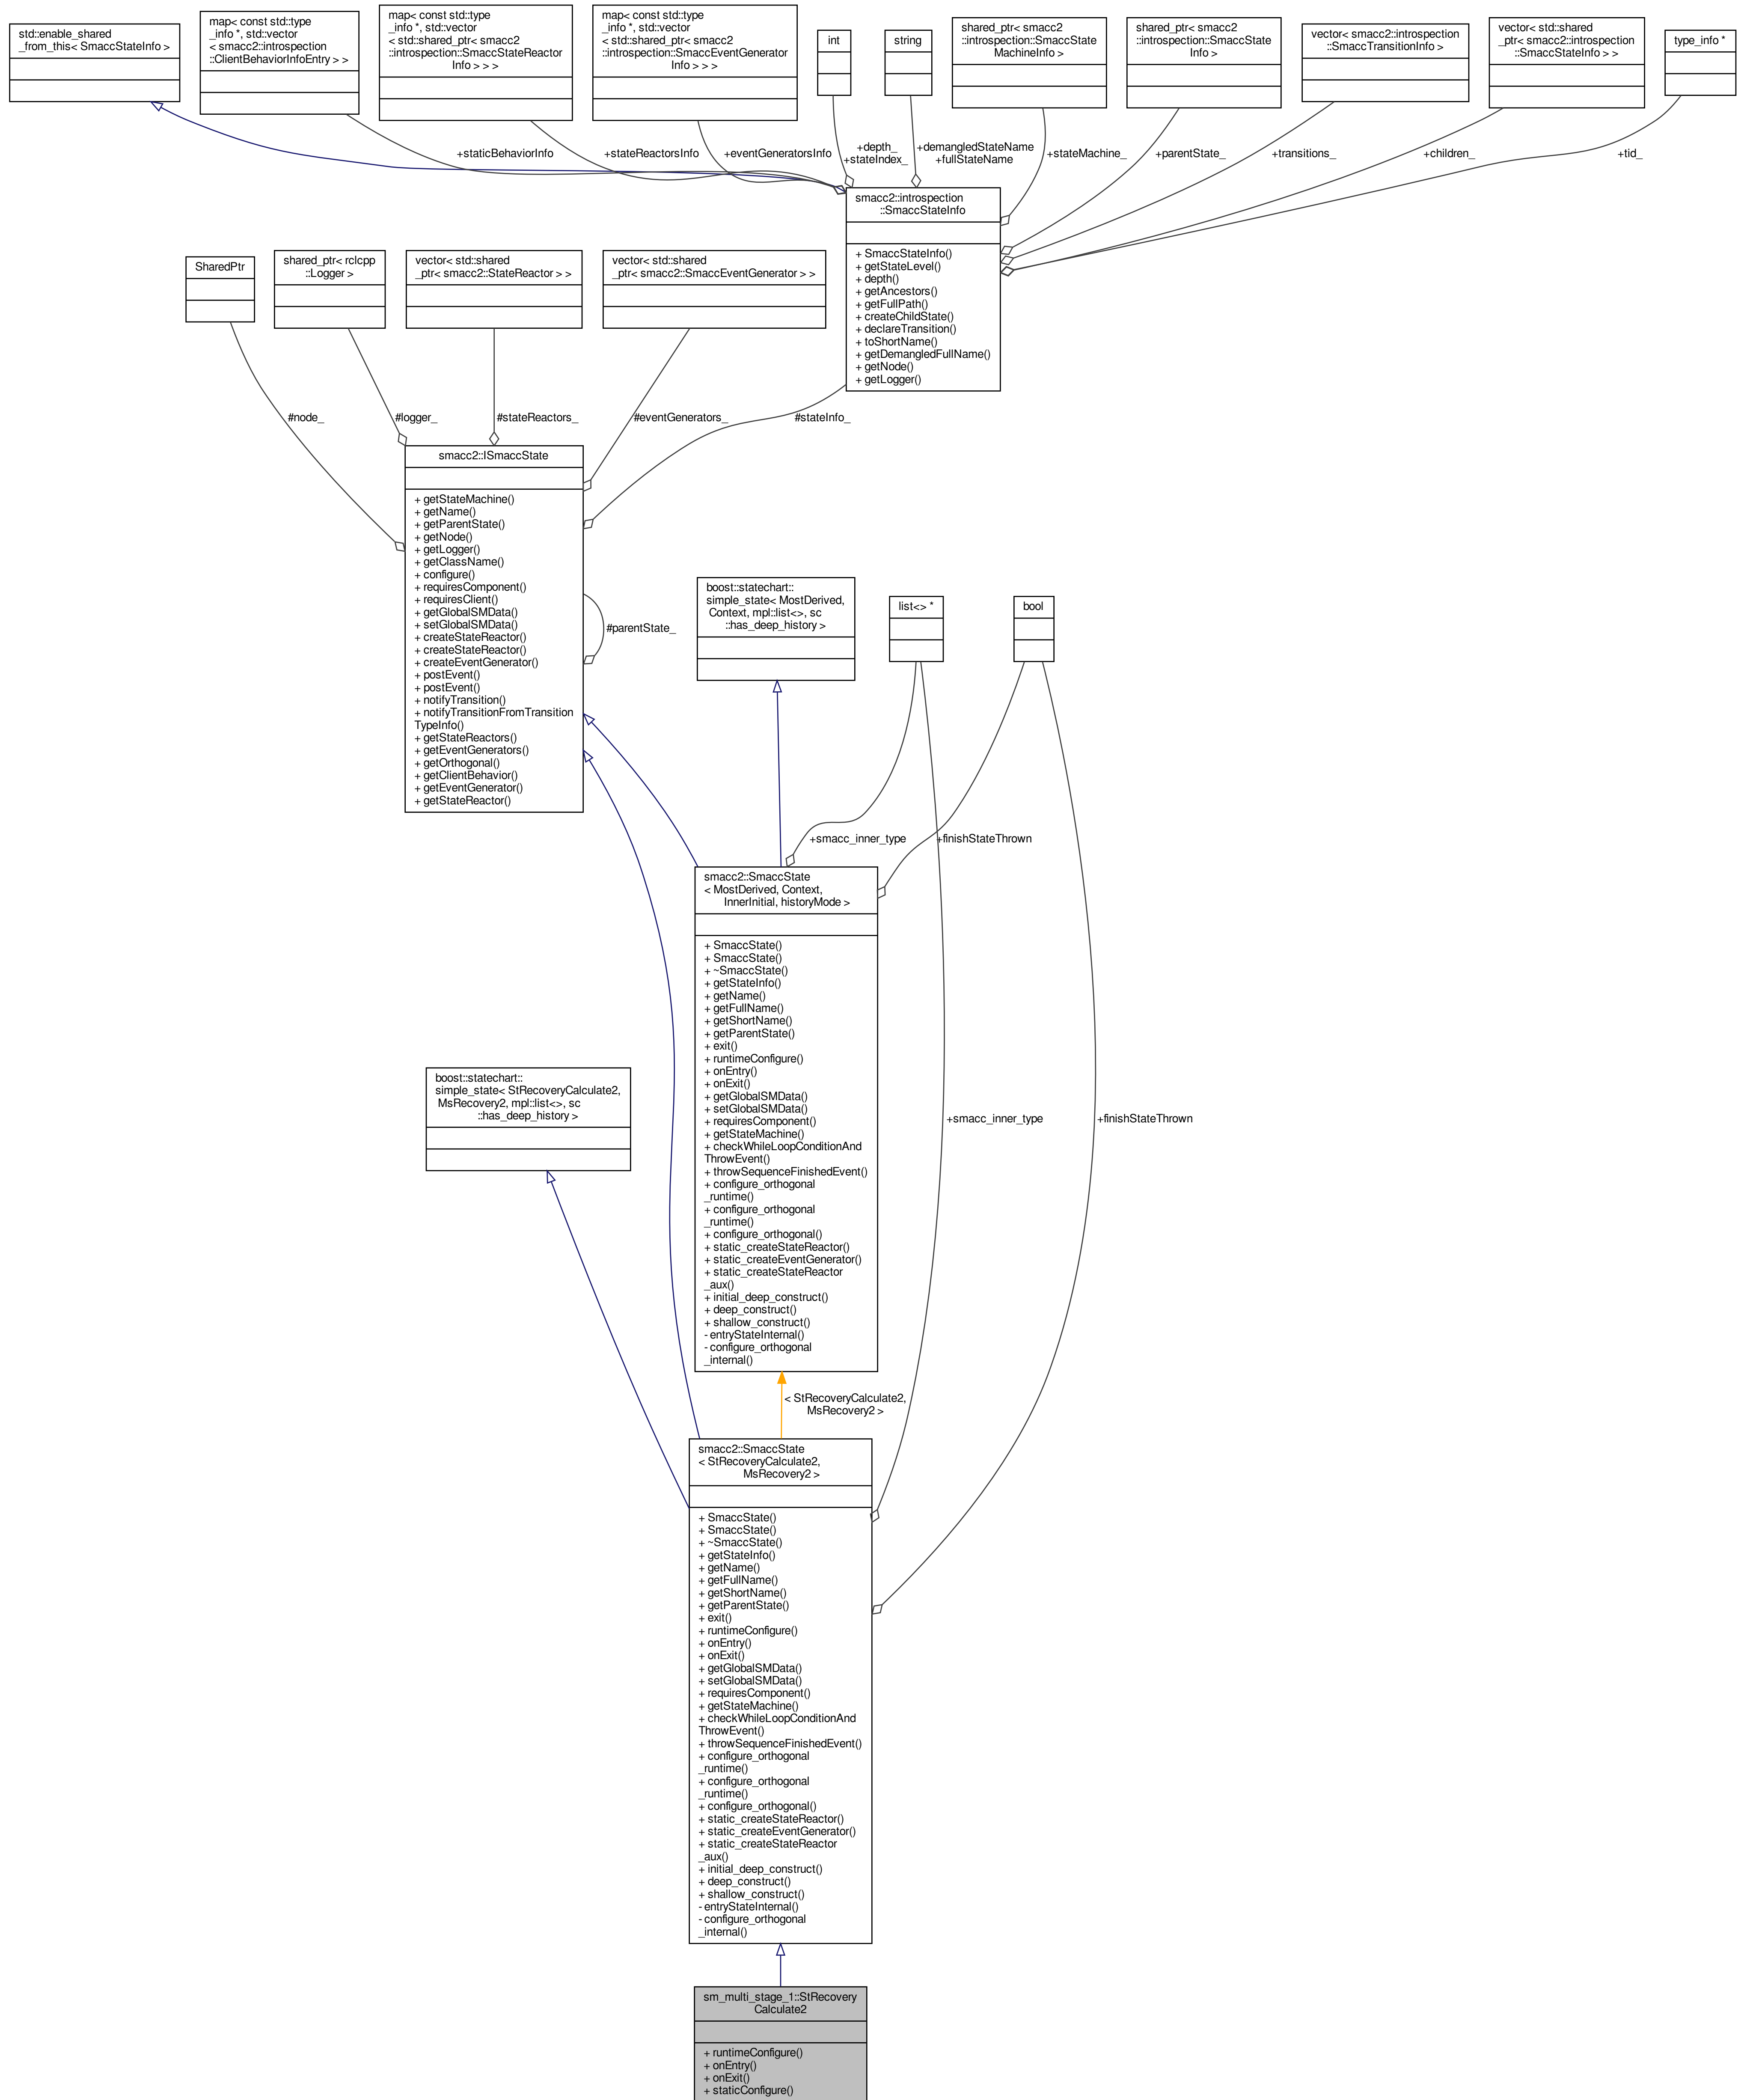 std::enable_shared
_from_this< SmaccStateInfo >
map< const std::type
_info *, std::vector
< smacc2::introspection
::ClientBehaviorInfoEntry > >
map< const std::type
_info *, std::vector
< std::shared_ptr< smacc2
::introspection::SmaccStateReactor
Info > > >
map< const std::type
_info *, std::vector
< std::shared_ptr< smacc2
::introspection::SmaccEventGenerator
Info > > >
int
string
shared_ptr< smacc2
::introspection::SmaccState
MachineInfo >
shared_ptr< smacc2
::introspection::SmaccState
Info >
vector< smacc2::introspection
::SmaccTransitionInfo >
vector< std::shared
_ptr< smacc2::introspection
::SmaccStateInfo > >
type_info *
+staticBehaviorInfo
+stateReactorsInfo
+eventGeneratorsInfo
+depth_
+stateIndex_
+demangledStateName
+fullStateName
+stateMachine_
+parentState_
+transitions_
+children_
+tid_
smacc2::introspection
::SmaccStateInfo
+ SmaccStateInfo()
+ getStateLevel()
+ depth()
+ getAncestors()
+ getFullPath()
+ createChildState()
+ declareTransition()
+ toShortName()
+ getDemangledFullName()
+ getNode()
+ getLogger()
SharedPtr
shared_ptr< rclcpp
::Logger >
vector< std::shared
_ptr< smacc2::StateReactor > >
vector< std::shared
_ptr< smacc2::SmaccEventGenerator > >
#node_
#logger_
#stateReactors_
#eventGenerators_
#stateInfo_
smacc2::ISmaccState
+ getStateMachine()
+ getName()
+ getParentState()
+ getNode()
+ getLogger()
+ getClassName()
+ configure()
+ requiresComponent()
+ requiresClient()
+ getGlobalSMData()
+ setGlobalSMData()
+ createStateReactor()
+ createStateReactor()
+ createEventGenerator()
+ postEvent()
+ postEvent()
+ notifyTransition()
+ notifyTransitionFromTransition
TypeInfo()
+ getStateReactors()
+ getEventGenerators()
+ getOrthogonal()
+ getClientBehavior()
+ getEventGenerator()
+ getStateReactor()
#parentState_
boost::statechart::
simple_state< MostDerived,
Context, mpl::list<>, sc
::has_deep_history >
list<> *
bool
+smacc_inner_type
+finishStateThrown
smacc2::SmaccState
< MostDerived, Context,
InnerInitial, historyMode >
+ SmaccState()
+ SmaccState()
+ ~SmaccState()
+ getStateInfo()
+ getName()
+ getFullName()
+ getShortName()
+ getParentState()
+ exit()
+ runtimeConfigure()
+ onEntry()
+ onExit()
+ getGlobalSMData()
+ setGlobalSMData()
+ requiresComponent()
+ getStateMachine()
+ checkWhileLoopConditionAnd
ThrowEvent()
+ throwSequenceFinishedEvent()
+ configure_orthogonal
_runtime()
+ configure_orthogonal
_runtime()
+ configure_orthogonal()
+ static_createStateReactor()
+ static_createEventGenerator()
+ static_createStateReactor
_aux()
+ initial_deep_construct()
+ deep_construct()
+ shallow_construct()
- entryStateInternal()
- configure_orthogonal
_internal()
boost::statechart::
simple_state< StRecoveryCalculate2,
MsRecovery2, mpl::list<>, sc
::has_deep_history >
+smacc_inner_type
+finishStateThrown
< StRecoveryCalculate2,
MsRecovery2 >
smacc2::SmaccState
< StRecoveryCalculate2,
MsRecovery2 >
+ SmaccState()
+ SmaccState()
+ ~SmaccState()
+ getStateInfo()
+ getName()
+ getFullName()
+ getShortName()
+ getParentState()
+ exit()
+ runtimeConfigure()
+ onEntry()
+ onExit()
+ getGlobalSMData()
+ setGlobalSMData()
+ requiresComponent()
+ getStateMachine()
+ checkWhileLoopConditionAnd
ThrowEvent()
+ throwSequenceFinishedEvent()
+ configure_orthogonal
_runtime()
+ configure_orthogonal
_runtime()
+ configure_orthogonal()
+ static_createStateReactor()
+ static_createEventGenerator()
+ static_createStateReactor
_aux()
+ initial_deep_construct()
+ deep_construct()
+ shallow_construct()
- entryStateInternal()
- configure_orthogonal
_internal()
sm_multi_stage_1::StRecovery
Calculate2
+ runtimeConfigure()
+ onEntry()
+ onExit()
+ staticConfigure()